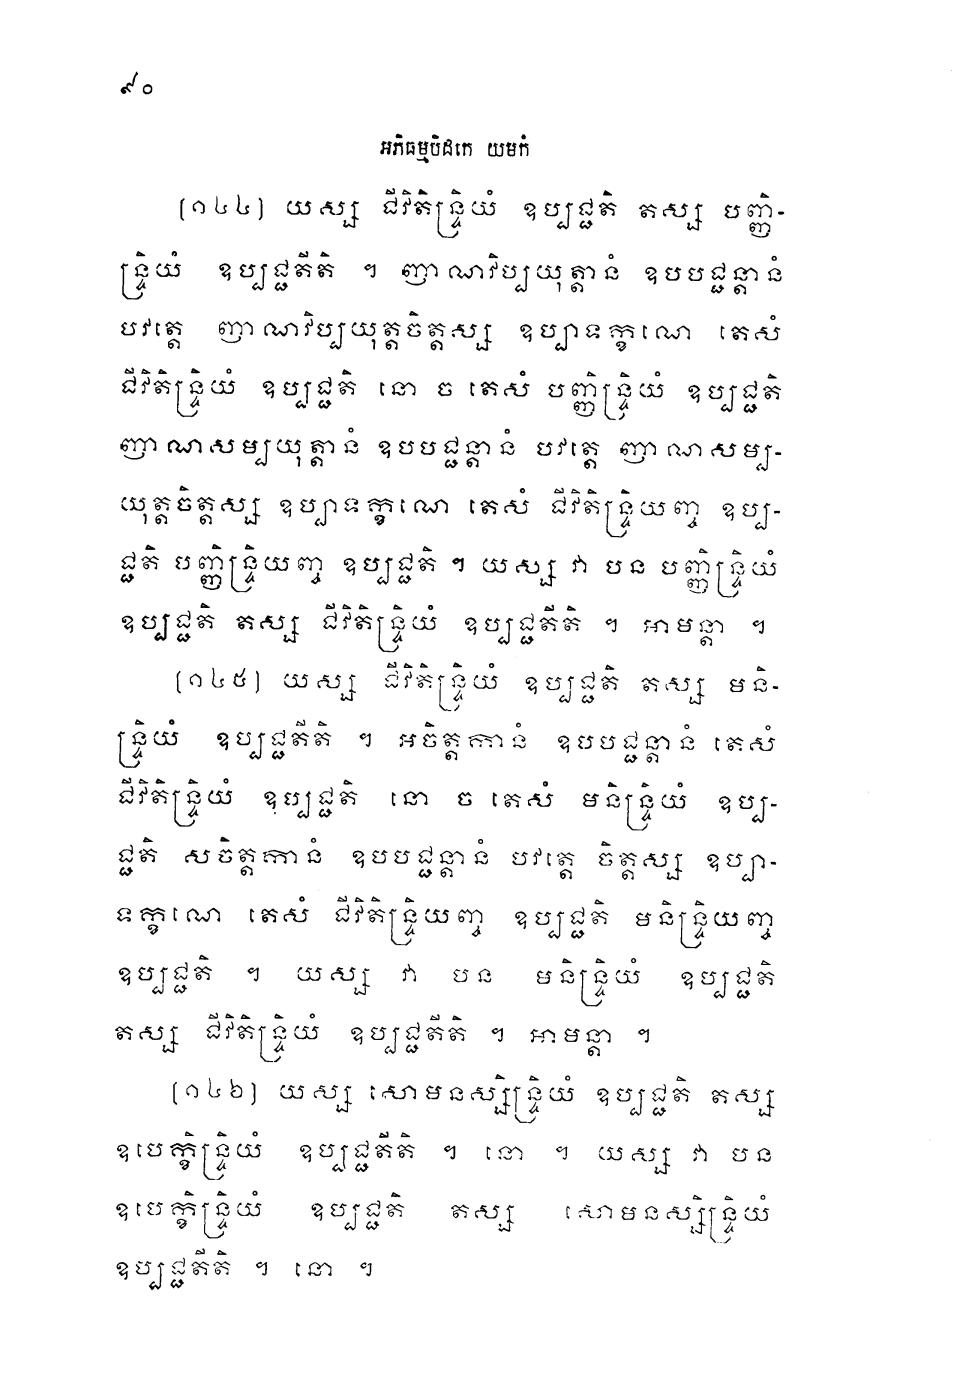 ៩០
អភិធម្មបិដកេ យមកំ
[១៤៤] យស្ស ជីវិតិន្ទ្រិយំ ឧប្បជ្ជតិ តស្ស បញ្ញិ-
ន្ទ្រិយំ ឧប្បជ្ជតីតិ ។ ញាណវិប្បយុត្តានំ ឧបបជ្ជន្តានំ
បវត្តេ ញាណវិប្បយុត្តចិត្តស្ស ឧប្បាទក្ខណេ តេសំ
ជីវិតិន្ទ្រិយំ ឧប្បជ្ជតិ នោ ច តេសំ បញ្ញិន្ទ្រិយំ ឧប្បជ្ជតិ
ញាណសម្បយុត្តានំ ឧបបជ្ជន្តានំ បវត្តេ ញាណសម្ប-
យុត្តចិត្តស្ស ឧប្បាទក្ខណេ តេសំ ជីវិតិន្ទ្រិយញ្ច ឧប្ប-
ជ្ជតិ បញ្ញិន្ទ្រិយញ្ច ឧប្បជ្ជតិ ។ យស្ស វា បន បញ្ញិន្ទ្រិយំ
ឧប្បជ្ជតិ តស្ស ជីវិតិន្ទ្រិយំ ឧប្បជ្ជតីតិ ។ អាមន្តា ។
[១៤៥] យស្ស ជីវិតិន្ទ្រិយំ ឧប្បជ្ជតិ តស្ស មនិ-
ន្ទ្រិយំ ឧប្បជ្ជតីតិ ។ អចិត្តកានំ ឧបបជ្ជន្តានំ តេសំ
ជីវិតិន្ទ្រិយំ ឧប្បជ្ជតិ នោ ច តេសំ មនិន្ទ្រិយំ ឧប្ប-
ជ្ជតិ សចិត្តកានំ ឧបបជ្ជន្តានំ បវត្តេ ចិត្តស្ស ឧប្បា-
ទក្ខណេ តេសំ ជីវិតិន្ទ្រិយញ្ច ឧប្បជ្ជតិ មនិន្ទ្រិយញ្ច
ឧប្បជ្ជតិ ។ យស្ស វា បន មនិន្ទ្រិយំ ឧប្បជ្ជតិ
តស្ស ជីវិតិន្ទ្រិយំ ឧប្បជ្ជតីតិ ។ អាមន្តា ។
[១៤៦] យស្ស សោមនស្សិន្ទ្រិយំ ឧប្បជ្ជតិ តស្ស
ឧបេក្ខិន្ទ្រិយំ ឧប្បជ្ជតីតិ ។ នោ ។ យស្ស វា បន
ឧបេក្ខិន្ទ្រិយំ ឧប្បជ្ជតិ តស្ស សោមនស្សិន្ទ្រិយំ
ឧប្បជ្ជតីតិ ។ នោ ។